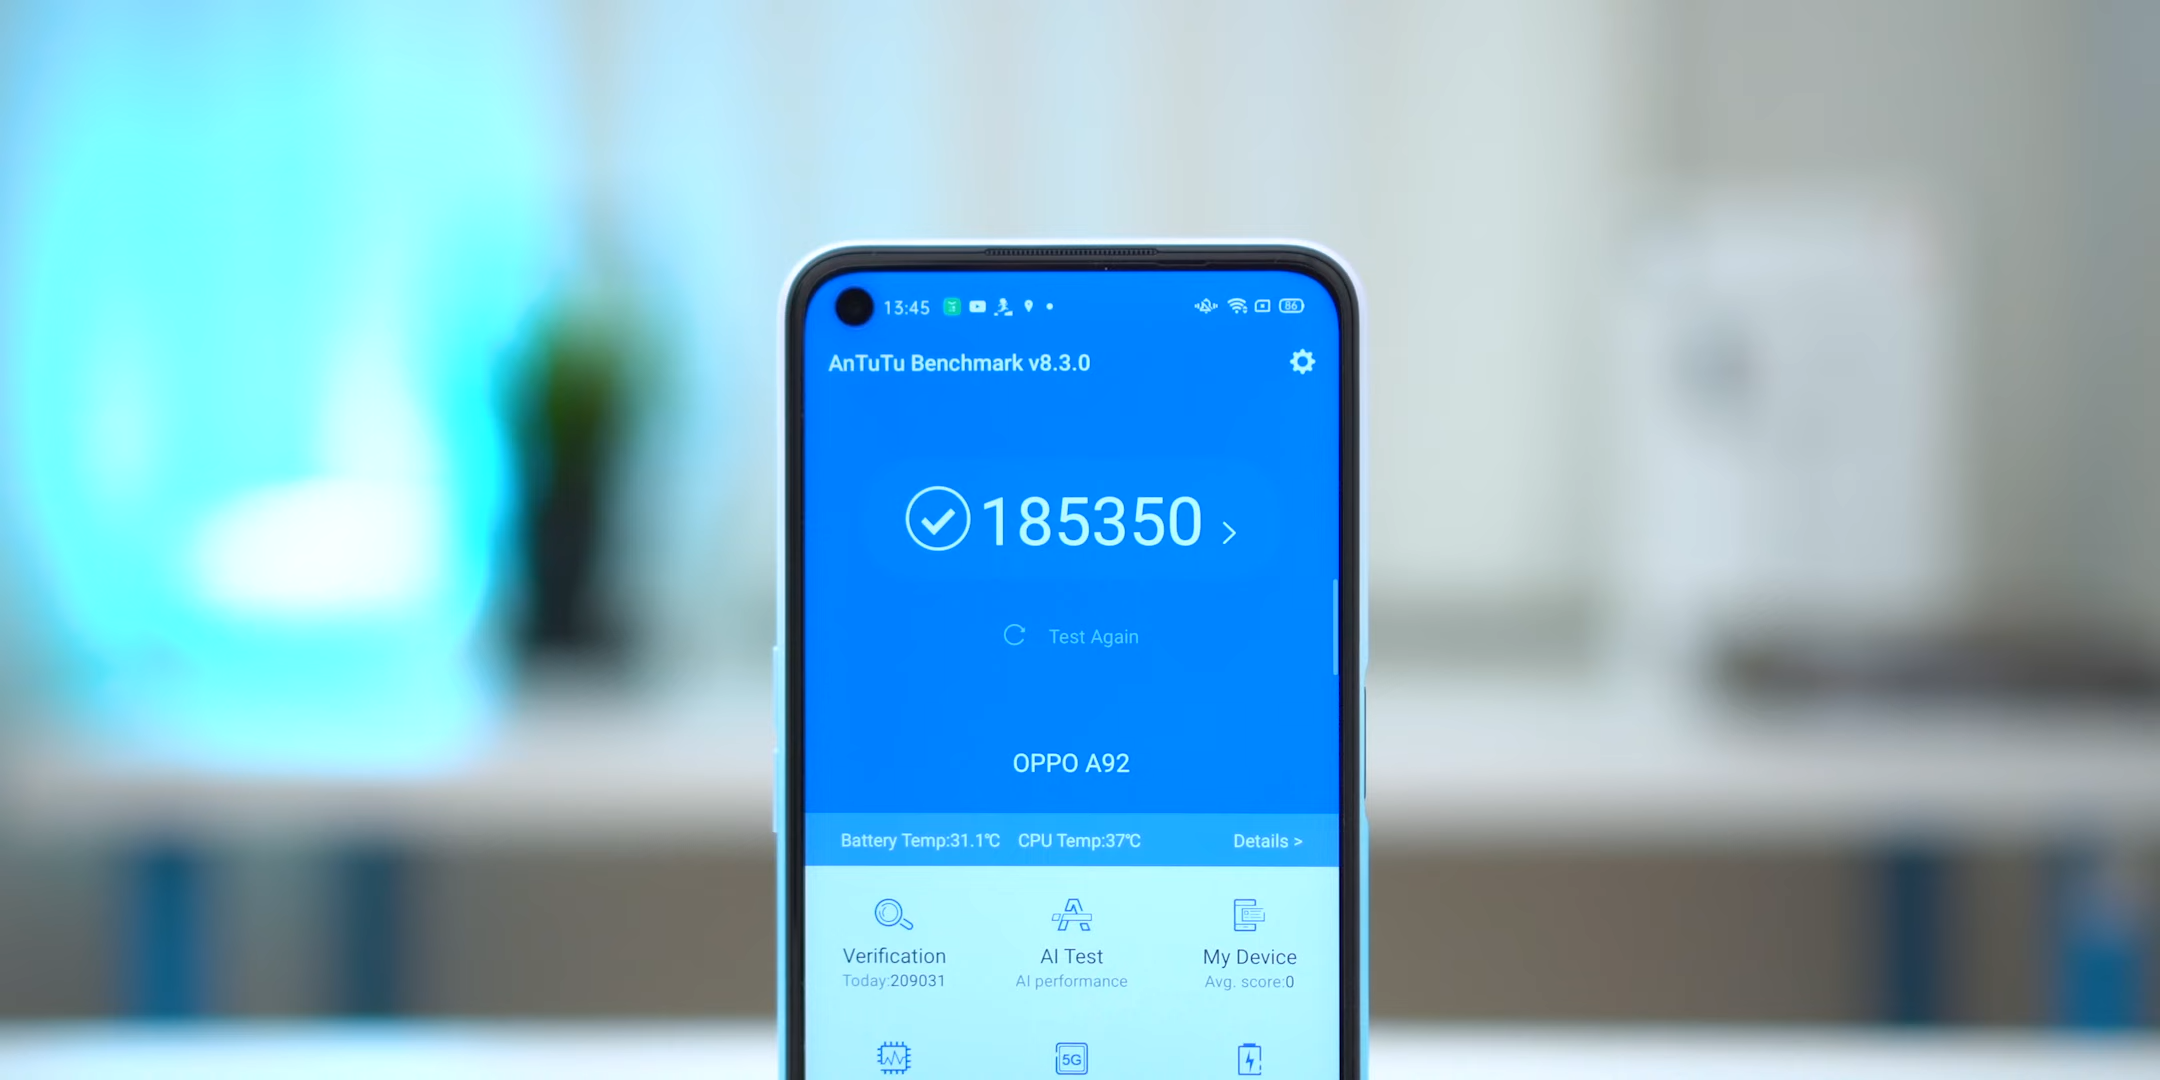 13:45 86
AnTuTu Benchmark v8.3.0
185350 >
Test Again
OPPO A92
Battery Temp:31.1℃ CPU Temp:37℃ Details >
Verification AI Test My Device
Today:209031 AI performance Avg. score:0
5G